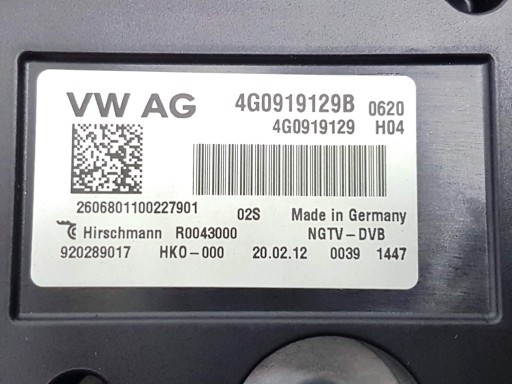 VW AG 4G0919129B 0620
4G0919129 H04
2606801100227901 02S Made in Germany
Hirschmann R0043000 NGTV-DVB
920289017 HKO-000 20.02.12 0039 1447